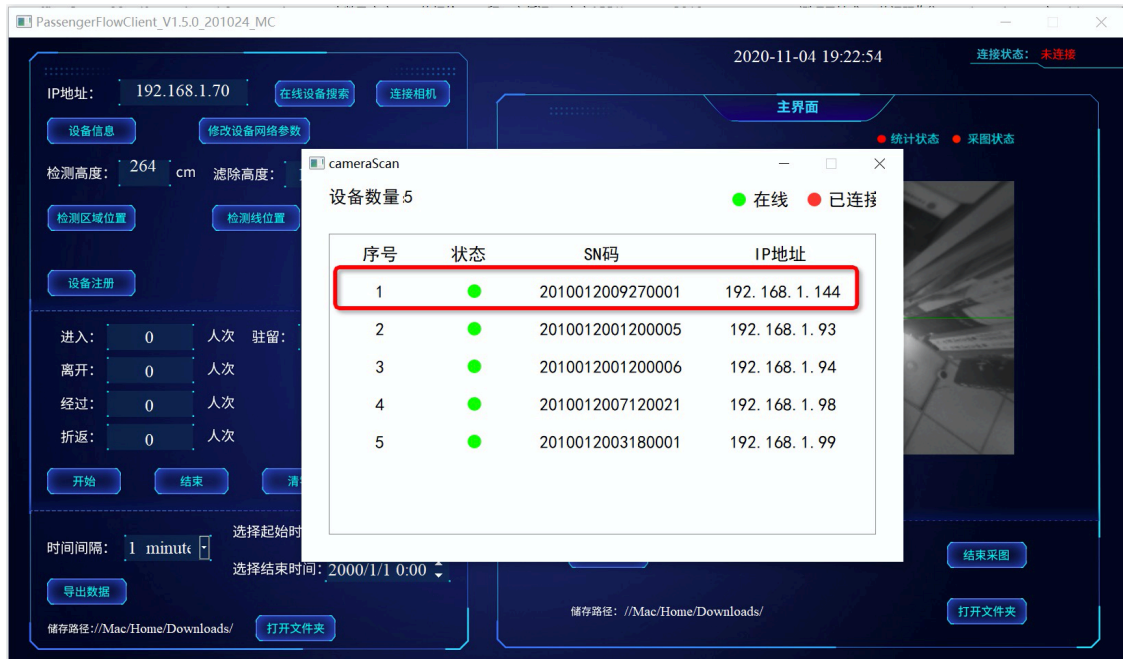 PassengerFlowClient_V1.5.0_201024_MC
2020-11-04 19:22:54
连接状态: 未连接
IP地址: 192.168.1.70 在线设备搜索 连接相机
主界面
设备信息 修改设备网络参数
统计状态 采图状态
检测高度: 264 cm 滤除高度:
检测区域位置 检测线位置
设备注册
进入: 0 人次 驻留:
离开: 0 人次
经过: 0 人次
折返: 0 人次
开始 结束 清
时间间隔: 1 minute
选择起始时
选择结束时间: 2000/1/1 0:00
导出数据
储存路径://Mac/Home/Downloads/ 打开文件夹
cameraScan
设备数量:5 在线 已连接
序号 状态 SN码 IP地址
1 2010012009270001 192.168.1.144
2 2010012001200005 192.168.1.93
3 2010012001200006 192.168.1.94
4 2010012007120021 192.168.1.98
5 2010012003180001 192.168.1.99
结束采图
储存路径: //Mac/Home/Downloads/ 打开文件夹